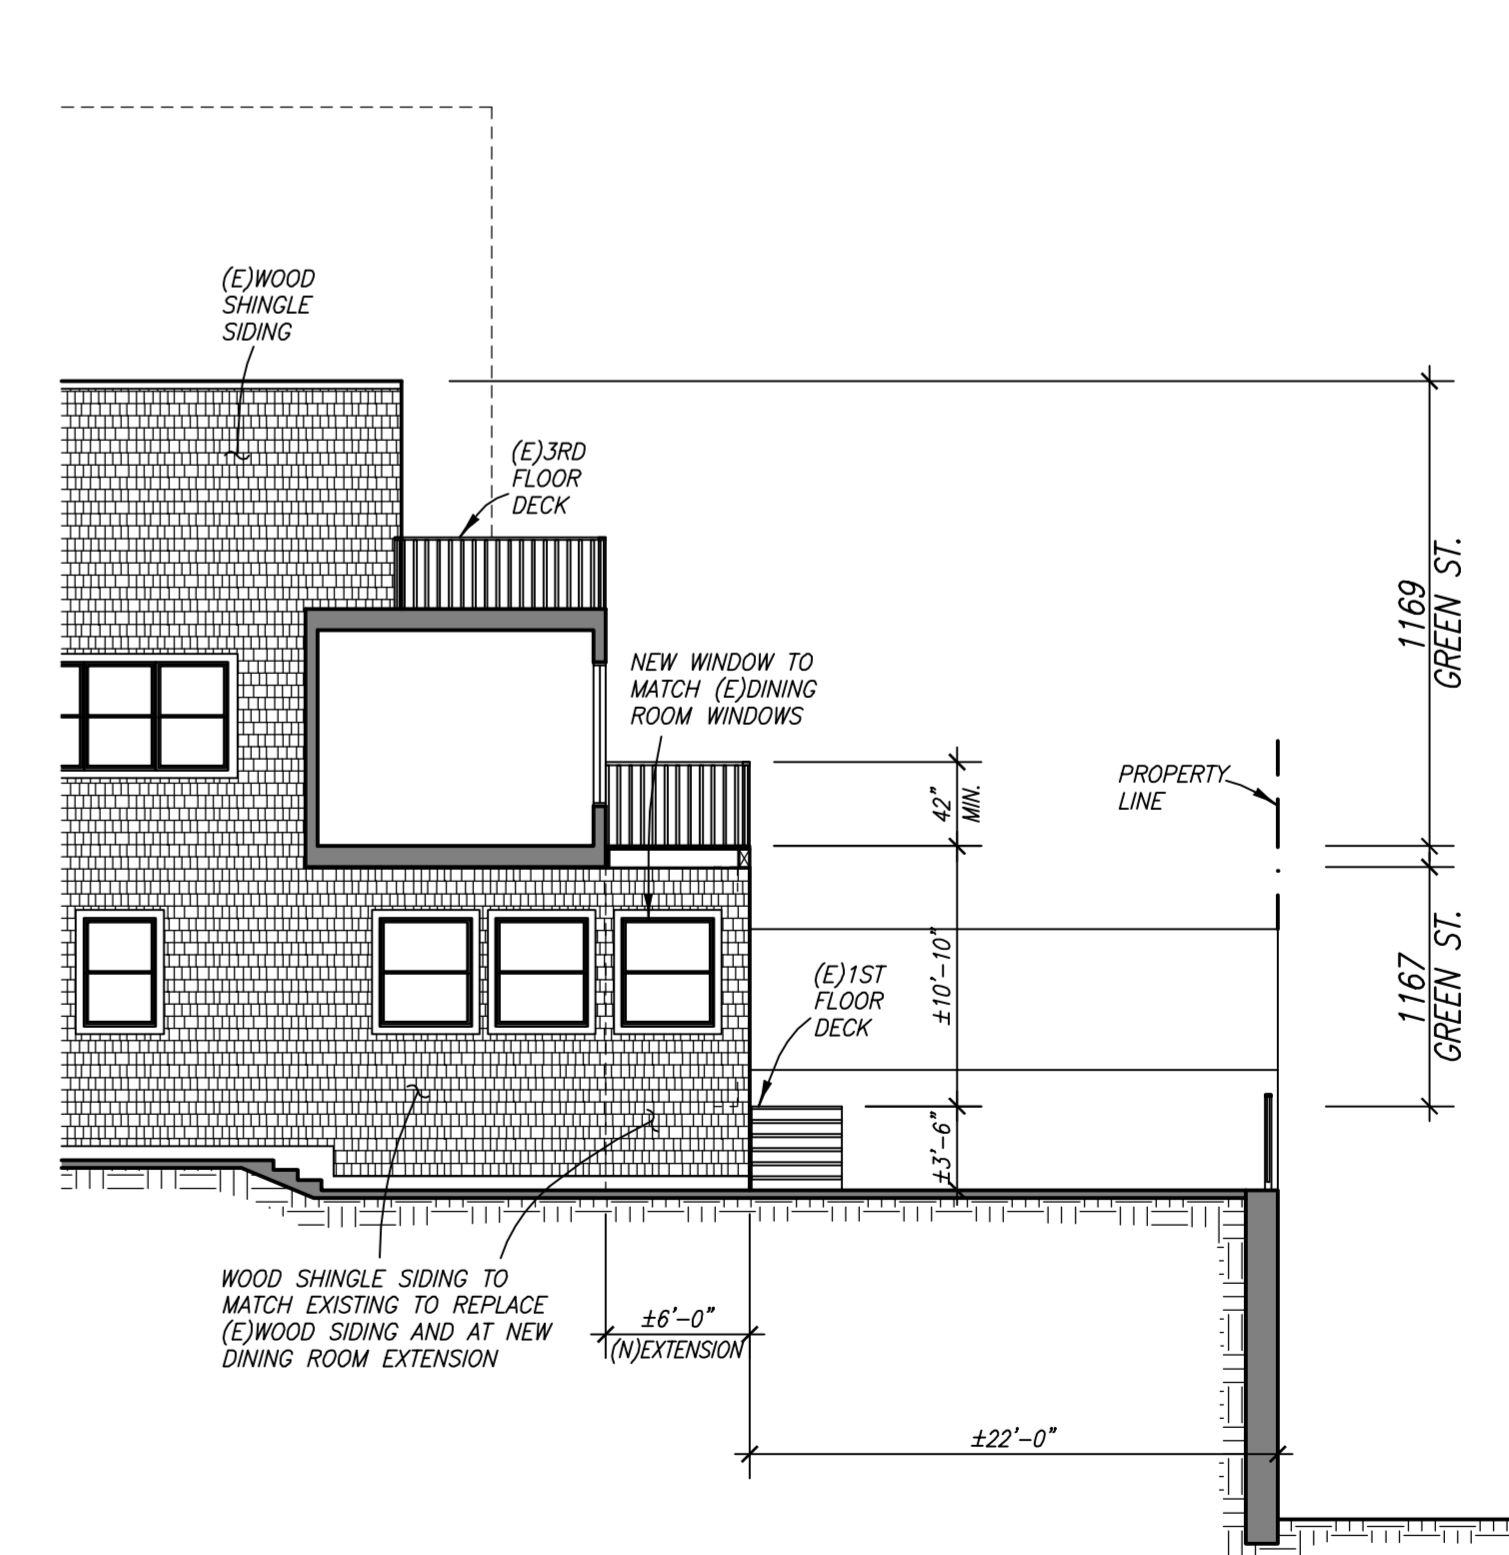 (E)WOOD
SHINGLE
SIDING
(E)3RD
FLOOR
DECK
1169
GREEN ST.
NEW WINDOW TO
MATCH (E)DINING
ROOM WINDOWS
42"
MIN.
PROPERTY
LINE
±10'-10"
(E)1ST
FLOOR
DECK
1167
GREEN ST.
±3'-6"
WOOD SHINGLE SIDING TO
MATCH EXISTING TO REPLACE
(E)WOOD SIDING AND AT NEW
DINING ROOM EXTENSION
±6'-0"
(N)EXTENSION
±22'-0"